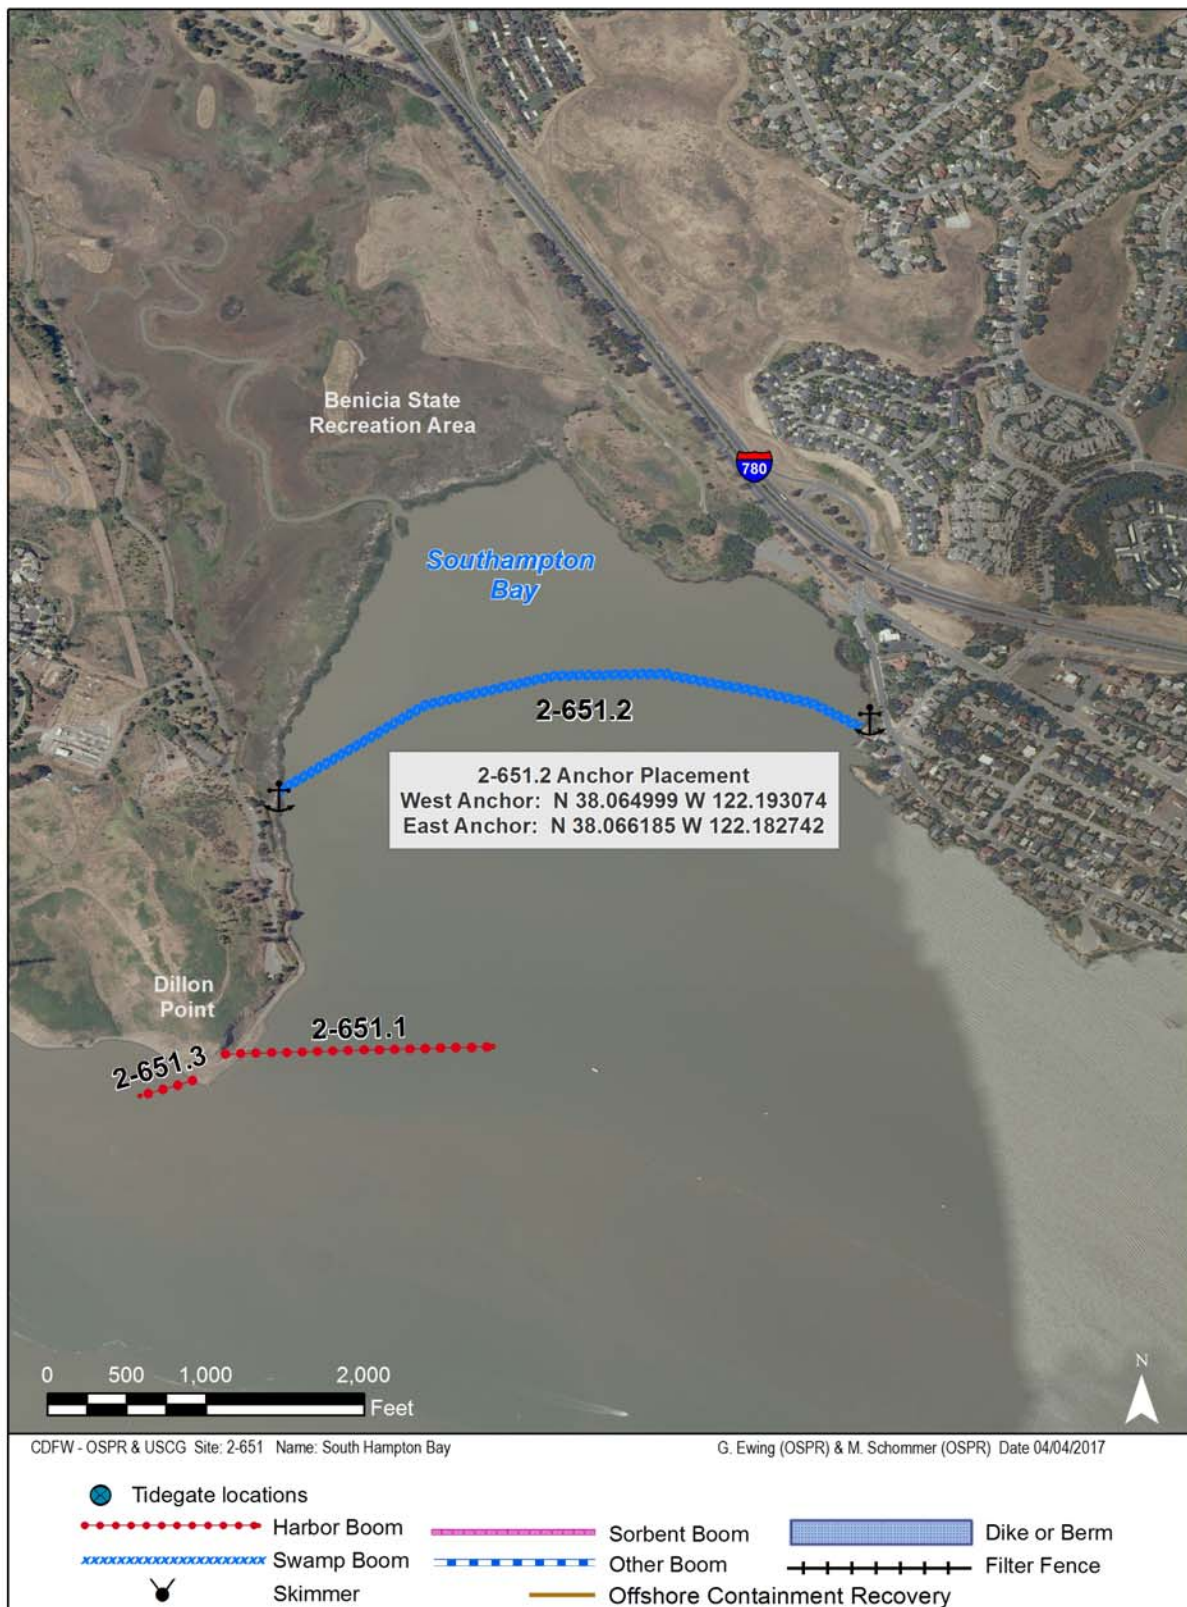 Benicia State
Recreation Area
780
Southampton
Bay
2-651.2
2-651.2 Anchor Placement
West Anchor: N 38.064999 W 122.193074
East Anchor: N 38.066185 W 122.182742
Dillon
Point
2-651.1
2-651.3
0 500 1,000 2,000
Feet
N
CDFW - OSPR & USCG Site: 2-651 Name: South Hampton Bay
G. Ewing (OSPR) & M. Schommer (OSPR) Date 04/04/2017
Tidegate locations
Harbor Boom
Sorbent Boom
Dike or Berm
Swamp Boom
Other Boom
Filter Fence
Skimmer
Offshore Containment Recovery